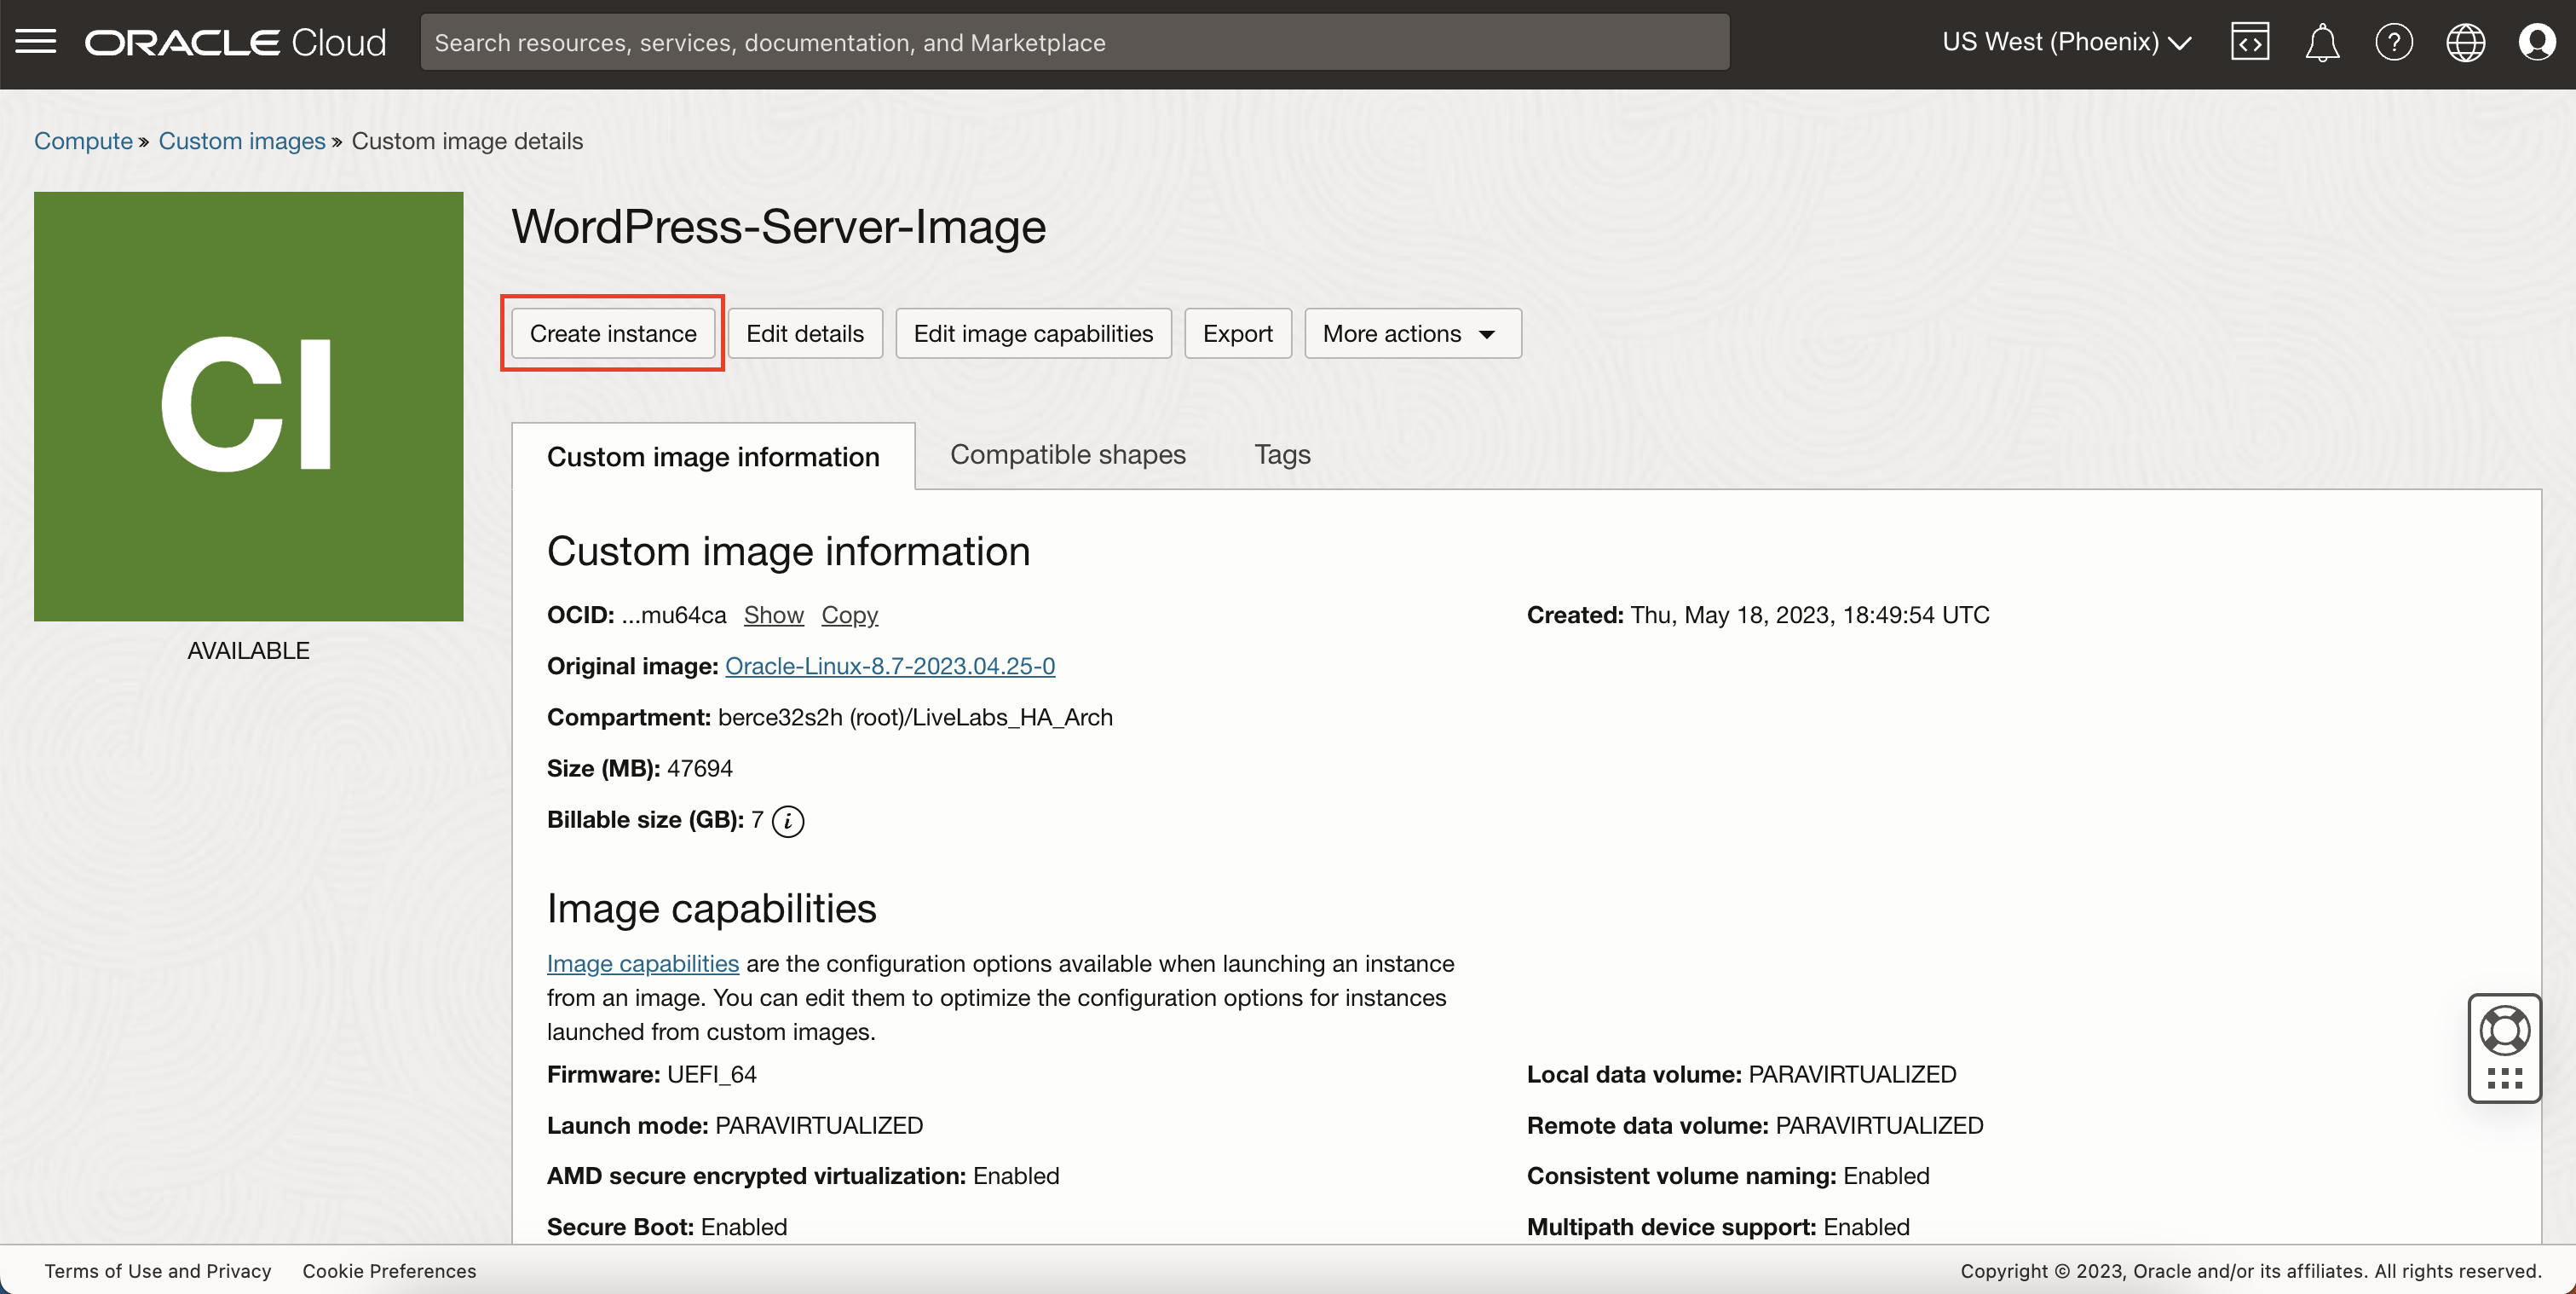 ORACLE Cloud
Search resources, services, documentation, and Marketplace
US West (Phoenix)
Compute » Custom images » Custom image details
CI
AVAILABLE
WordPress-Server-Image
Create instance
Edit details
Edit image capabilities
Export
More actions
Custom image information
Compatible shapes
Tags
Custom image information
OCID: ...mu64ca Show Copy
Original image: Oracle-Linux-8.7-2023.04.25-0
Compartment: berce32s2h (root)/LiveLabs_HA_Arch
Size (MB): 47694
Billable size (GB): 7
Created: Thu, May 18, 2023, 18:49:54 UTC
Image capabilities
Image capabilities are the configuration options available when launching an instance
from an image. You can edit them to optimize the configuration options for instances
launched from custom images.
Firmware: UEFI_64
Launch mode: PARAVIRTUALIZED
AMD secure encrypted virtualization: Enabled
Secure Boot: Enabled
Local data volume: PARAVIRTUALIZED
Remote data volume: PARAVIRTUALIZED
Consistent volume naming: Enabled
Multipath device support: Enabled
Terms of Use and Privacy
Cookie Preferences
Copyright © 2023, Oracle and/or its affiliates. All rights reserved.